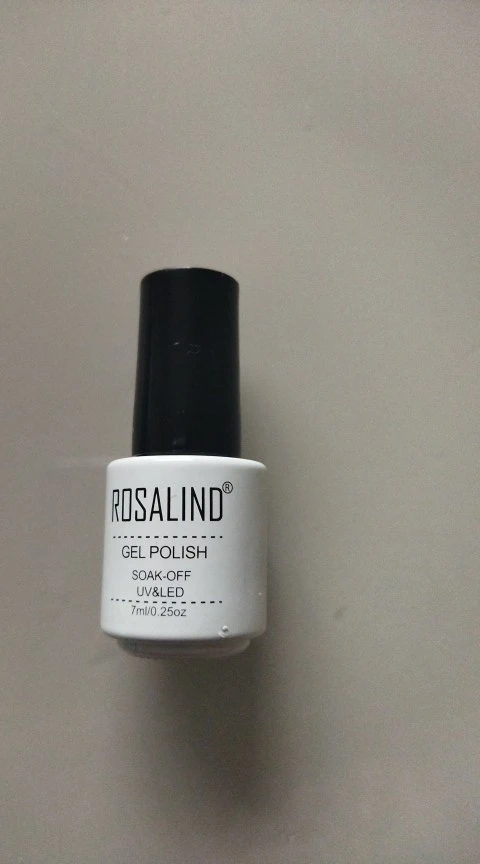 ROSALIND®
GEL POLISH
SOAK-OFF
UV&LED
7ml/0.25oz